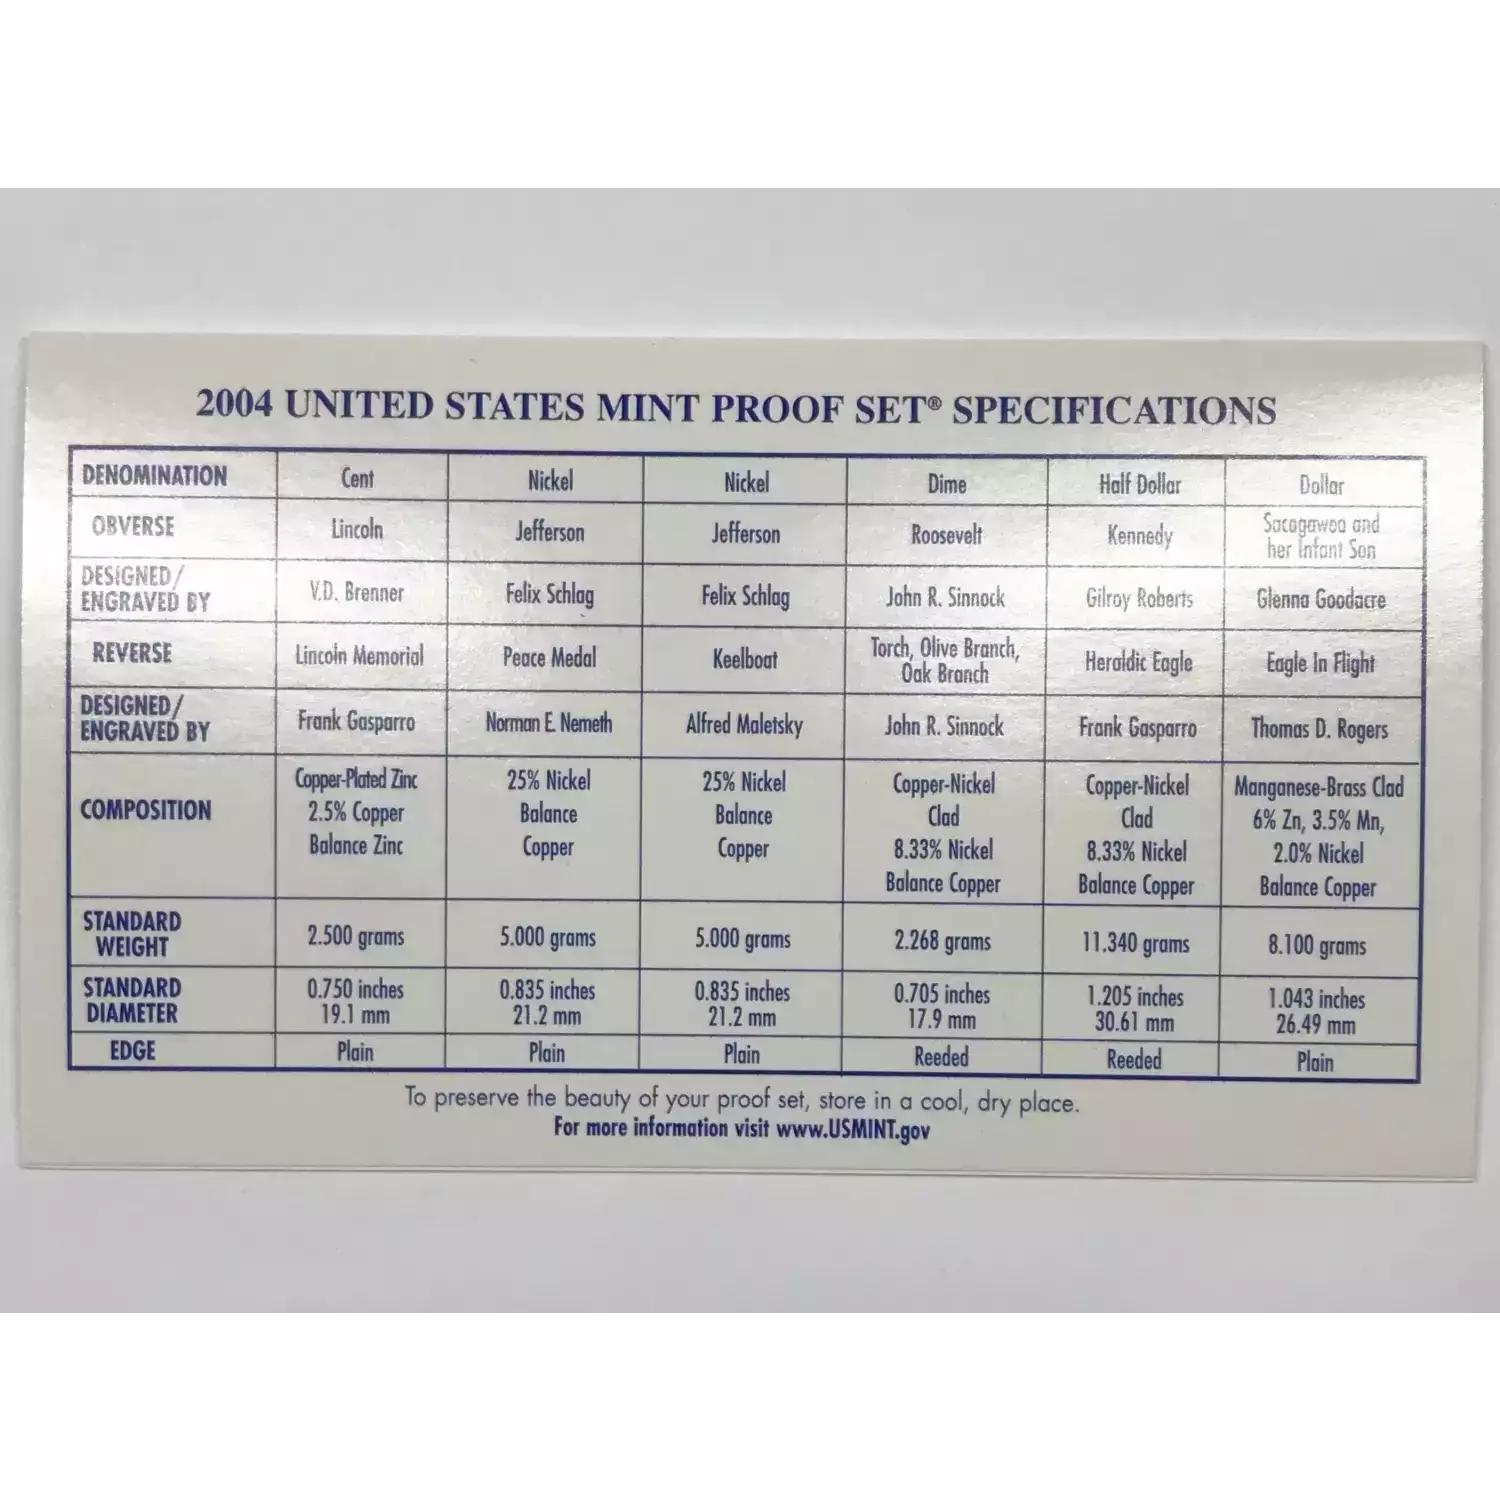 2004 UNITED STATES MINT PROOF SET® SPECIFICATIONS
DENOMINATION Cent Nickel Nickel Dime Half Dollar Dollar
OBVERSE Lincoln Jefferson Jefferson Roosevelt Kennedy Sacagawea and
her Infant Son
DESIGNED/
ENGRAVED BY V.D. Brenner Felix Schlag Felix Schlag John R. Sinnock Gilroy Roberts Glenna Goodacre
REVERSE Lincoln Memorial Peace Medal Keelboat Torch, Olive Branch,
Oak Branch Heraldic Eagle Eagle In Flight
DESIGNED/
ENGRAVED BY Frank Gasparro Norman E. Nemeth Alfred Maletsky John R. Sinnock Frank Gasparro Thomas D. Rogers
COMPOSITION
Copper-Plated Zinc 25% Nickel 25% Nickel Copper-Nickel Copper-Nickel Manganese-Brass Clad
2.5% Copper Balance Balance Clad Clad 6% Zn, 3.5% Mn,
Balance Zinc Copper Copper 8.33% Nickel 8.33% Nickel 2.0% Nickel
Balance Copper Balance Copper Balance Copper
STANDARD
WEIGHT 2.500 grams 5.000 grams 5.000 grams 2.268 grams 11.340 grams 8.100 grams
STANDARD 0.750 inches 0.835 inches 0.835 inches 0.705 inches 1.205 inches 1.043 inches
DIAMETER 19.1 mm 21.2 mm 21.2 mm 17.9 mm 30.61 mm 26.49 mm
EDGE Plain Plain Plain Reeded Reeded Plain
To preserve the beauty of your proof set, store in a cool, dry place.
For more information visit www.USMINT.gov